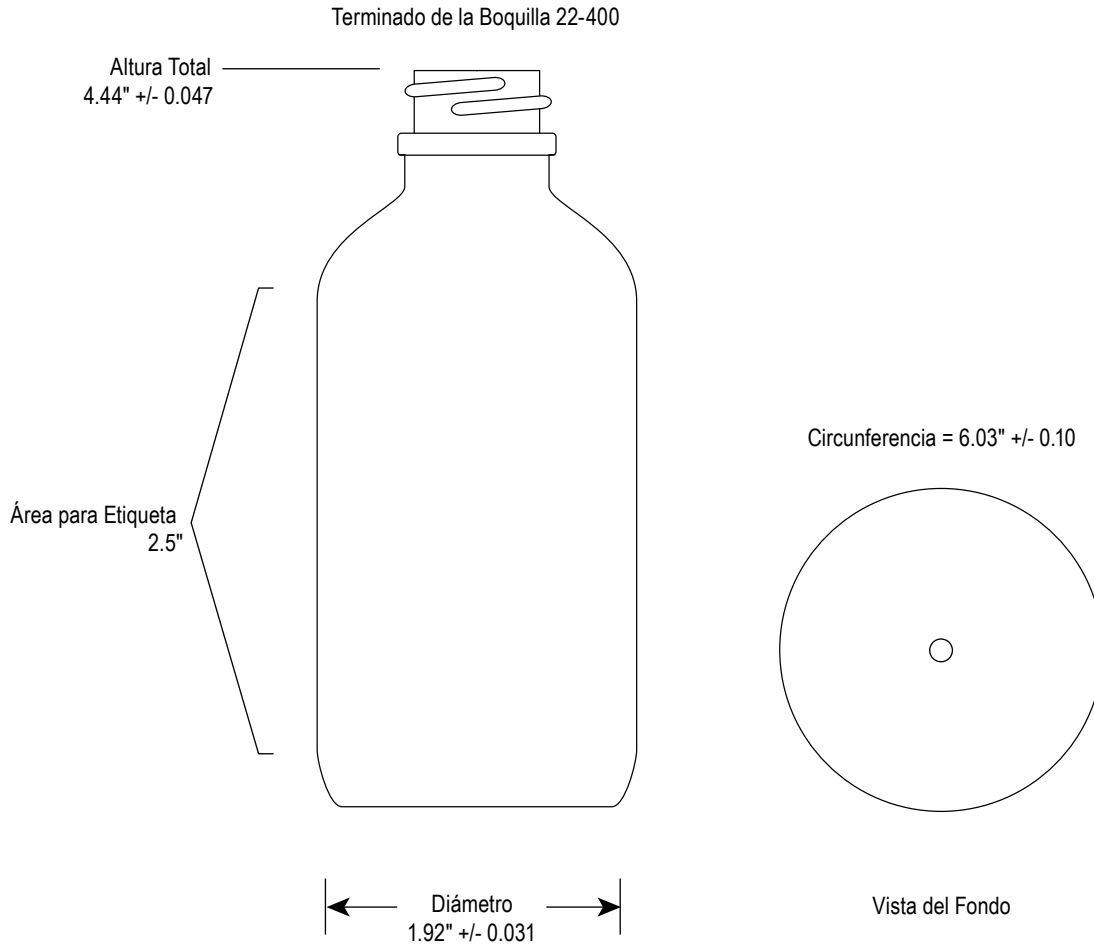 Terminado de la Boquilla 22-400
Altura Total
4.44" +/- 0.047
Circunferencia = 6.03" +/- 0.10
Área para Etiqueta
2.5"
Diámetro
1.92" +/- 0.031
Vista del Fondo